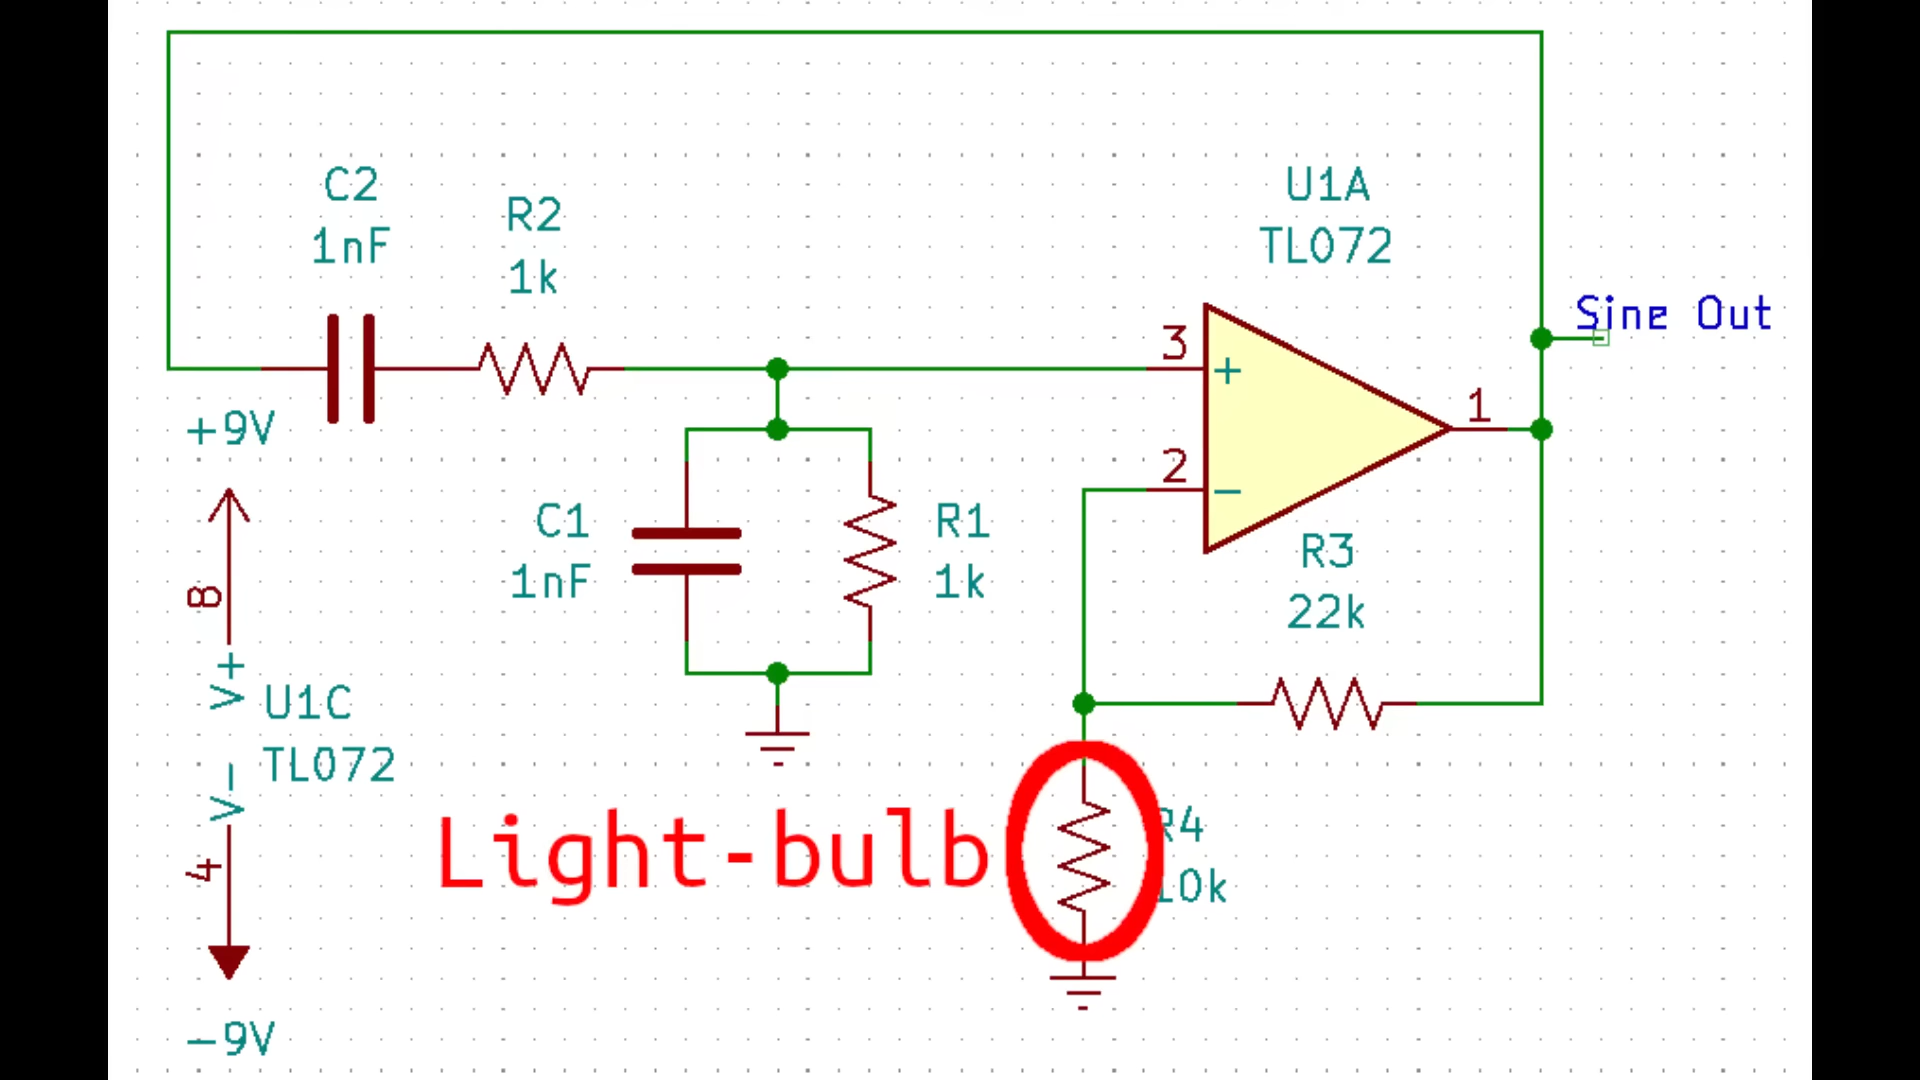 C2
1nF
R2
1k
U1A
TL072
Sine Out
3
+
1
2
−
+9V
8
V+
U1C
TL072
V-
4
-9V
C1
1nF
R1
1k
R3
22k
Light-bulb
R4
10k